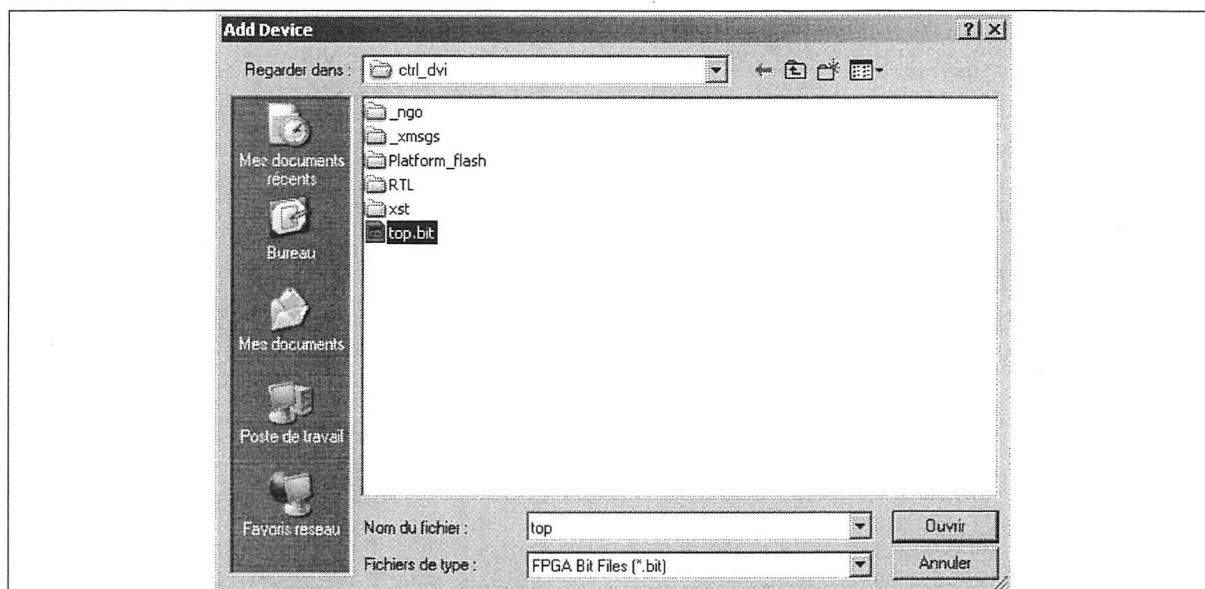 Add Device
Regarder dans :
ctrl_dvi
Mes documents
récents
Bureau
Mes documents
Poste de travail
Favoris réseau
_ngo
_xmsgs
Platform_flash
RTL
xst
top.bit
Nom du fichier :
top
Ouvrir
Fichiers de type :
FPGA Bit Files (*.bit)
Annuler